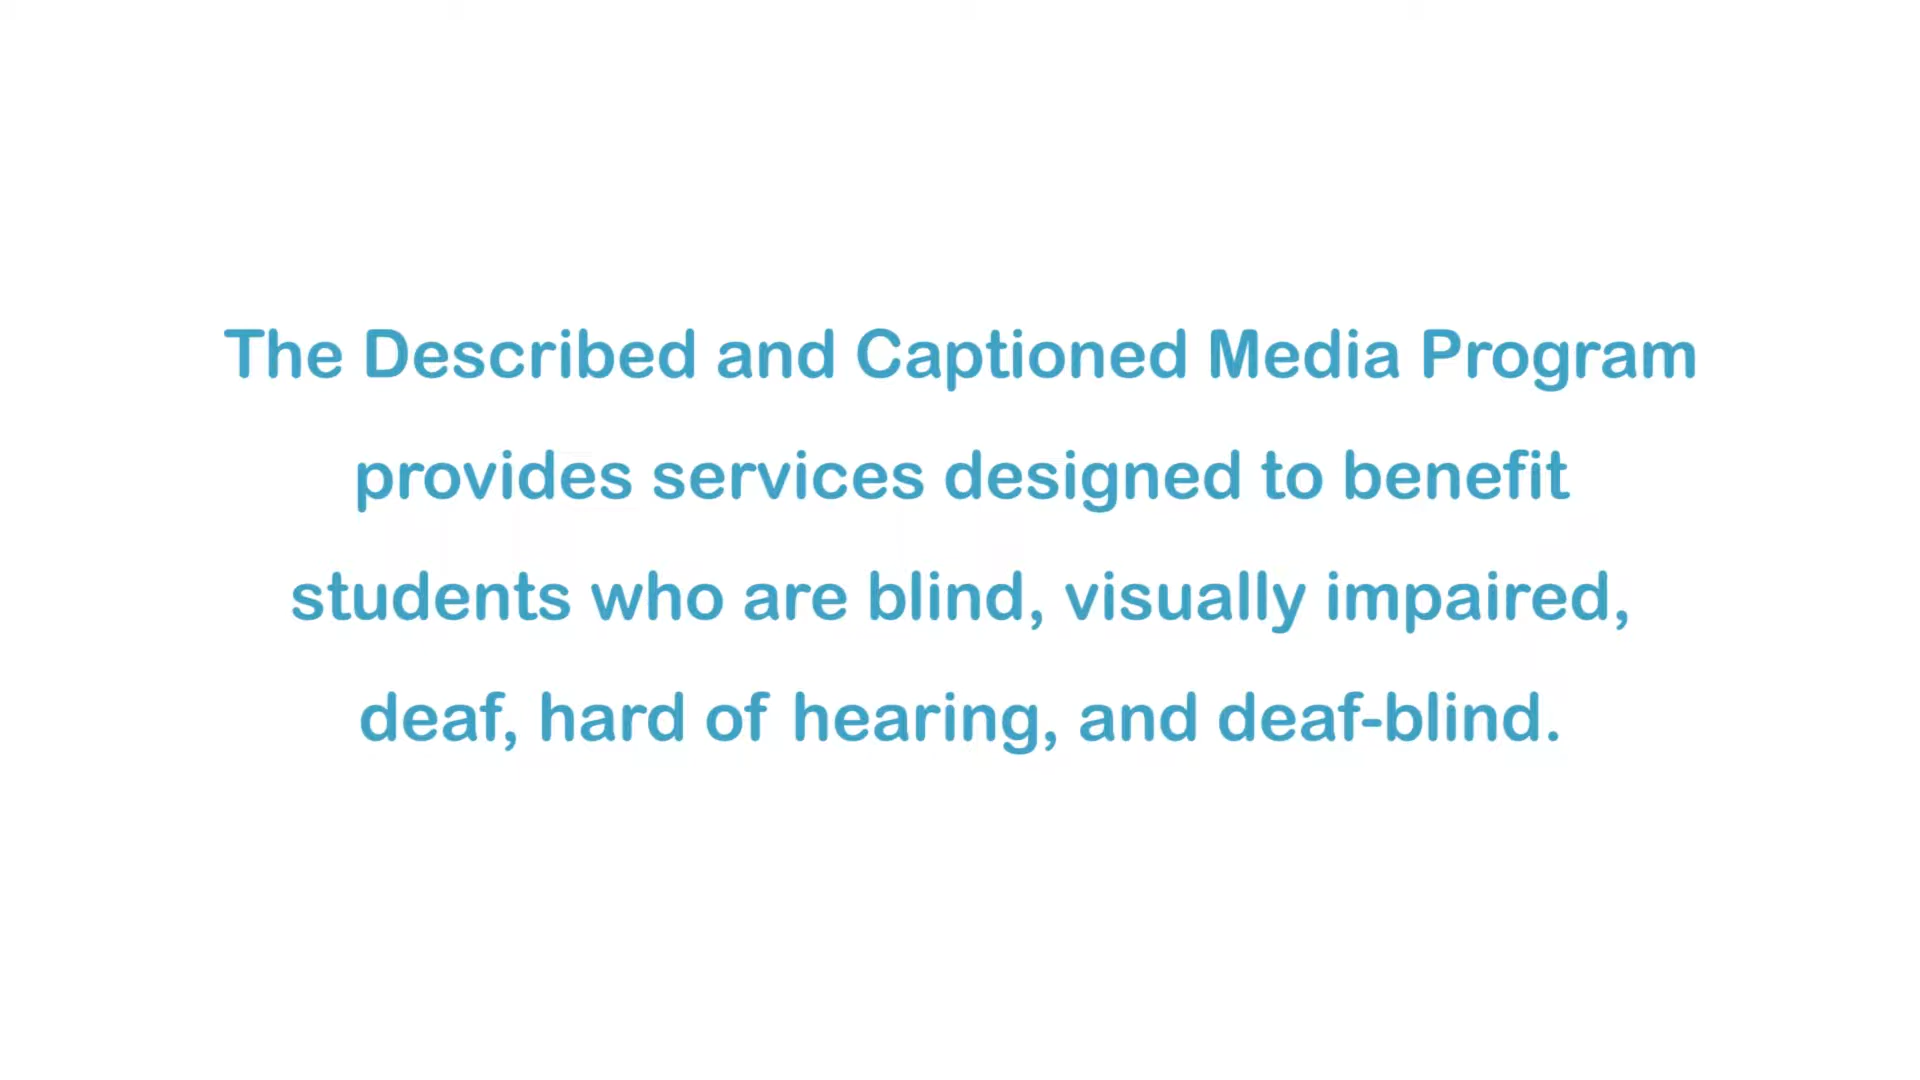 The Described and Captioned Media Program
provides services designed to benefit
students who are blind, visually impaired,
deaf, hard of hearing, and deaf-blind.